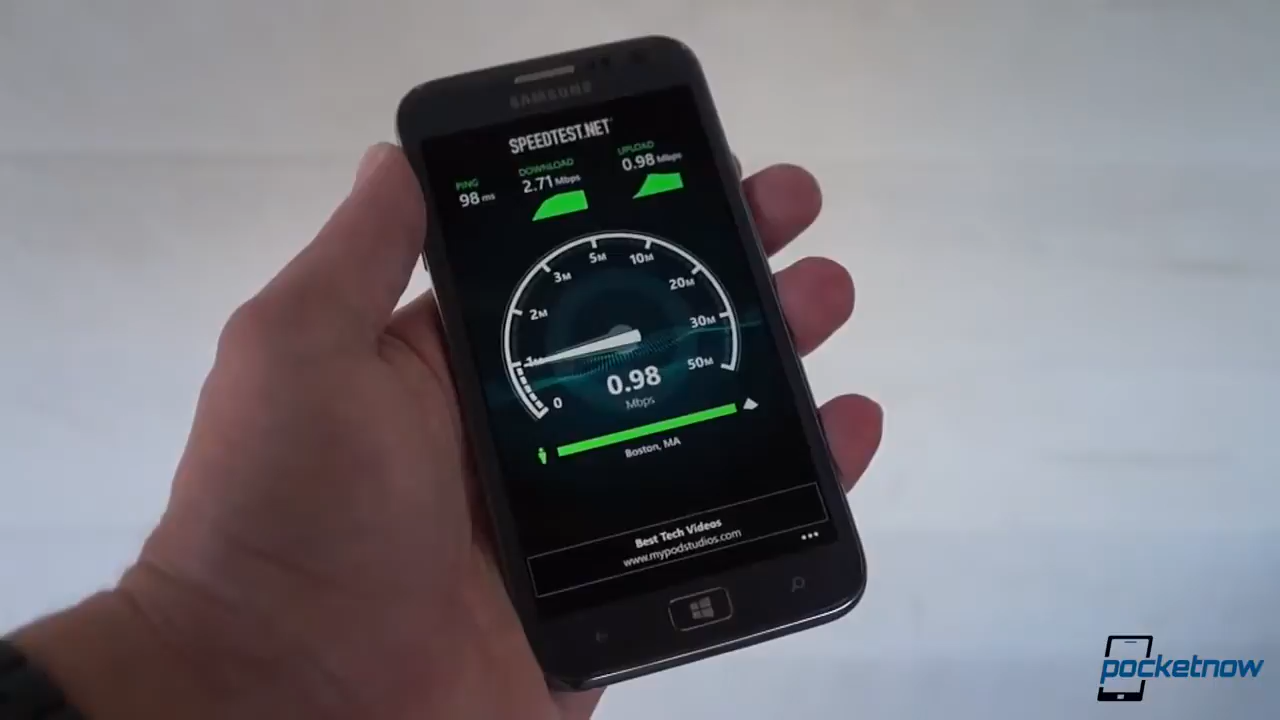 SAMSUNG
SPEEDTEST.NET
PING
98 ms
DOWNLOAD
2.71 Mbps
UPLOAD
0.98 Mbps
0
1M
2M
3M
5M
10M
20M
30M
50M
0.98
Mbps
Boston, MA
Best Tech Videos
www.mypodstudios.com
pocketnow